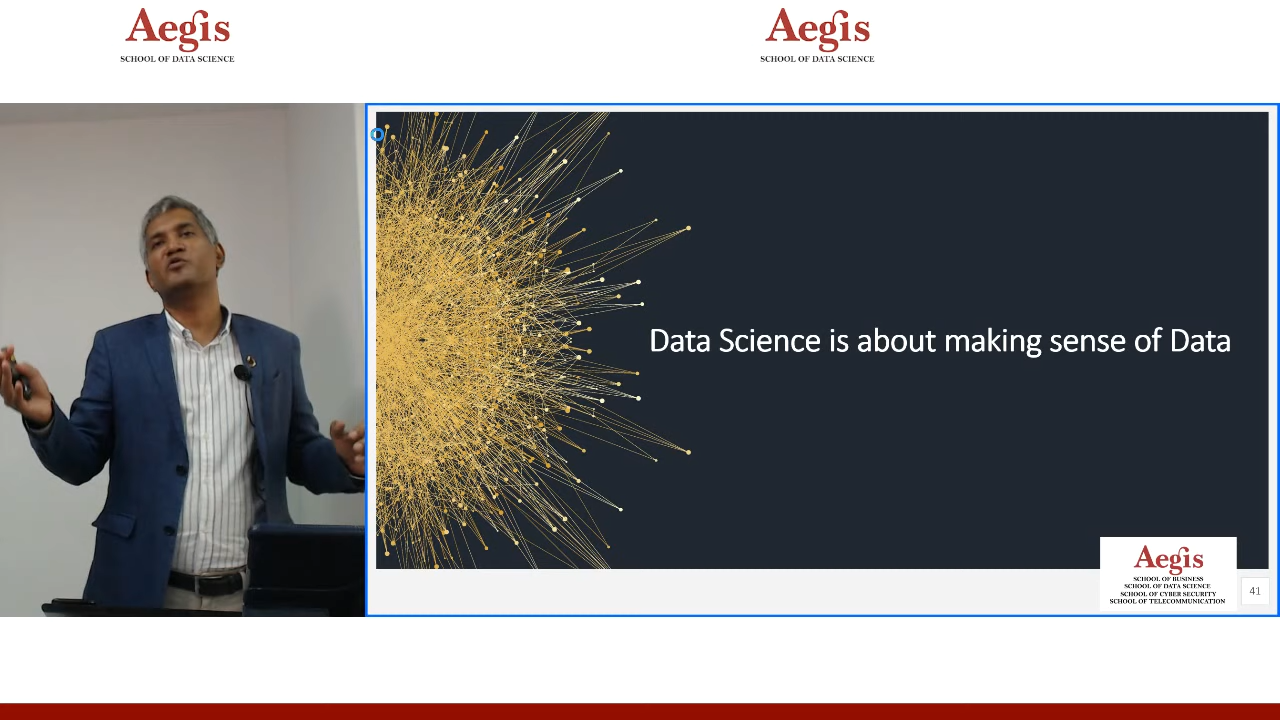 Aegis
SCHOOL OF DATA SCIENCE
Aegis
SCHOOL OF DATA SCIENCE
Data Science is about making sense of Data
Aegis
SCHOOL OF BUSINESS
SCHOOL OF DATA SCIENCE
SCHOOL OF CYBER SECURITY
SCHOOL OF TELECOMMUNICATION
41